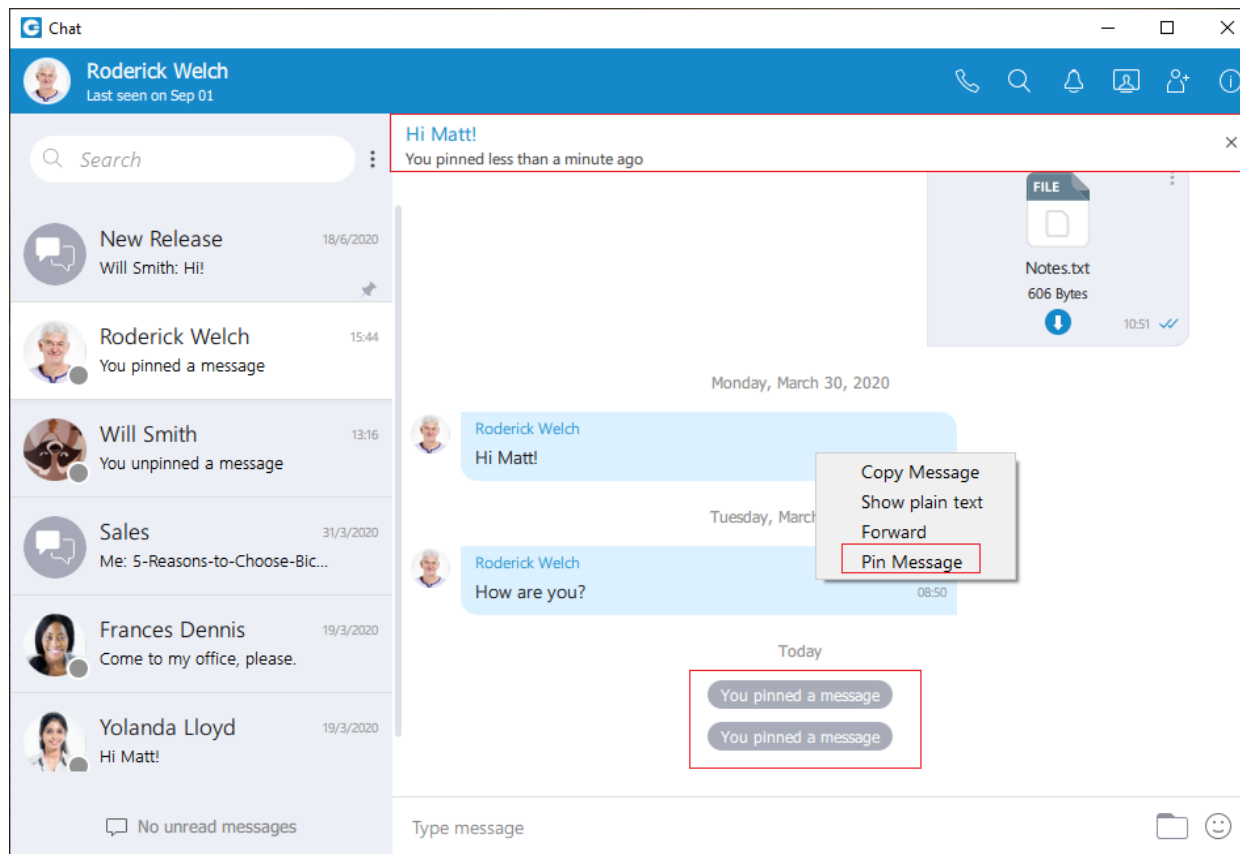 Chat
Roderick Welch
Last seen on Sep 01
Search
New Release
18/6/2020
Will Smith: Hi!
Roderick Welch
15:44
You pinned a message
Will Smith
13:16
You unpinned a message
Sales
31/3/2020
Me: 5-Reasons-to-Choose-Bic...
Frances Dennis
19/3/2020
Come to my office, please.
Yolanda Lloyd
19/3/2020
Hi Matt!
No unread messages
Hi Matt!
You pinned less than a minute ago
FILE
Notes.txt
606 Bytes
10:51
Monday, March 30, 2020
Roderick Welch
Hi Matt!
Copy Message
Show plain text
Forward
Pin Message
Tuesday, March
Roderick Welch
How are you?
08:50
Today
You pinned a message
You pinned a message
Type message